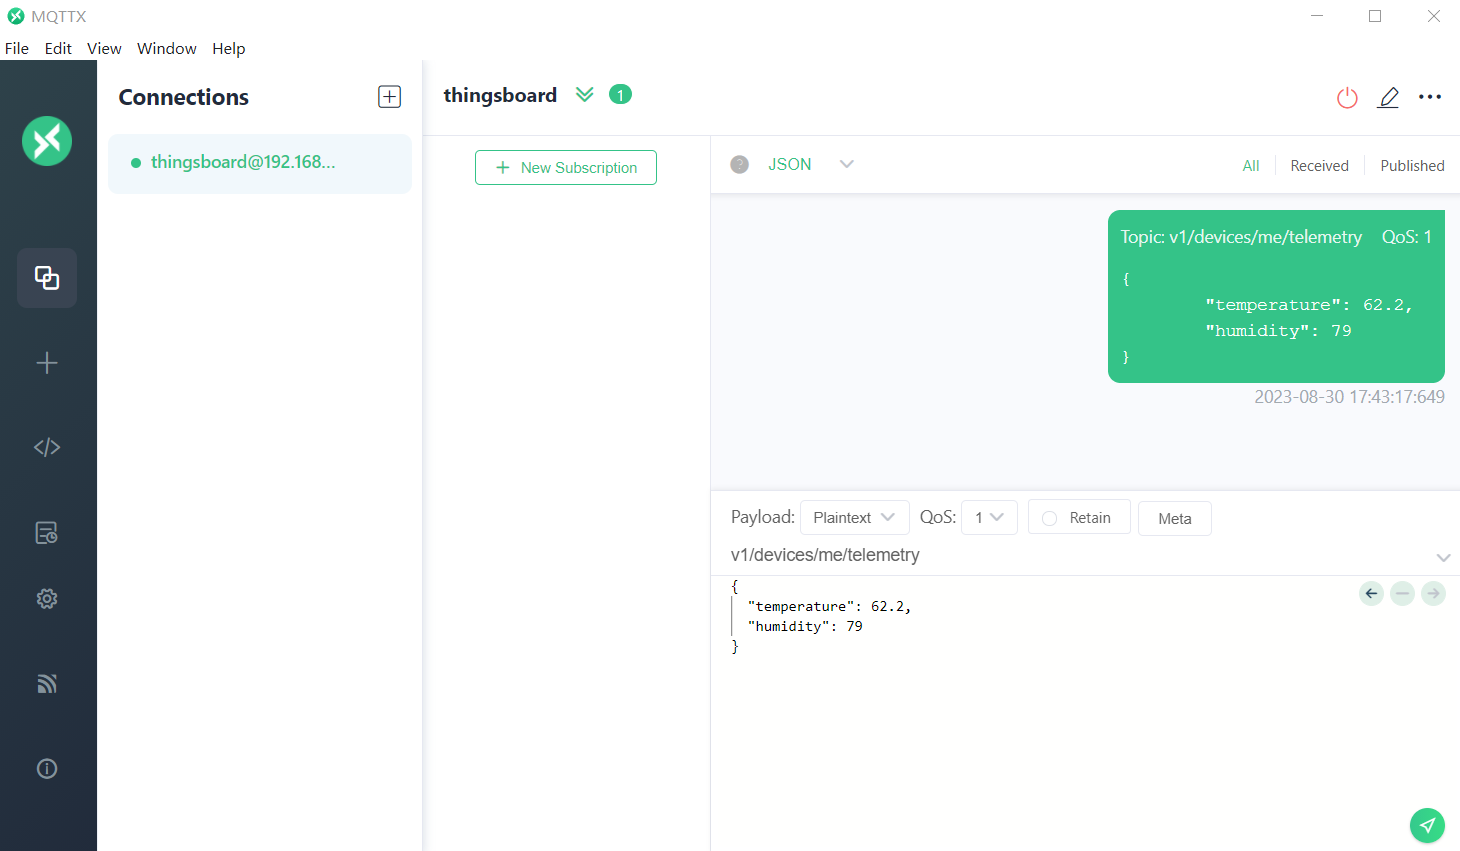 MQTTX
File Edit View Window Help
Connections
thingsboard@192.168...
thingsboard 1
New Subscription
? JSON
All Received Published
Topic: v1/devices/me/telemetry QoS: 1
{
"temperature": 62.2,
"humidity": 79
}
2023-08-30 17:43:17:649
Payload: Plaintext QoS: 1 Retain Meta
v1/devices/me/telemetry
{
"temperature": 62.2,
"humidity": 79
}